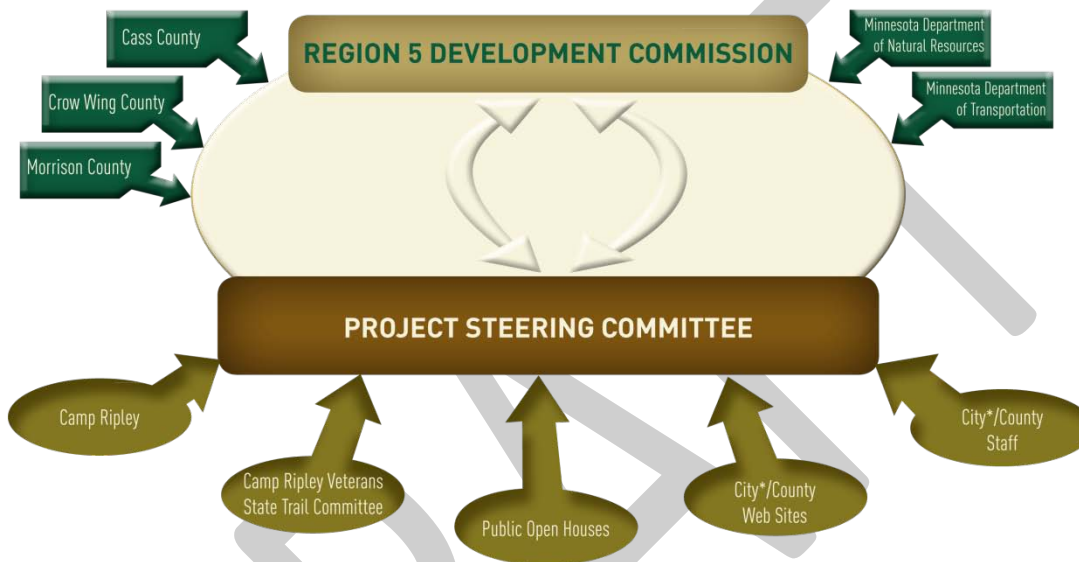 REGION 5 DEVELOPMENT COMMISSION
Cass County
Crow Wing County
Morrison County
Minnesota Department
of Natural Resources
Minnesota Department
of Transportation
PROJECT STEERING COMMITTEE
Camp Ripley
Camp Ripley Veterans
State Trail Committee
Public Open Houses
City*/County
Web Sites
City*/County
Staff
DRAFT